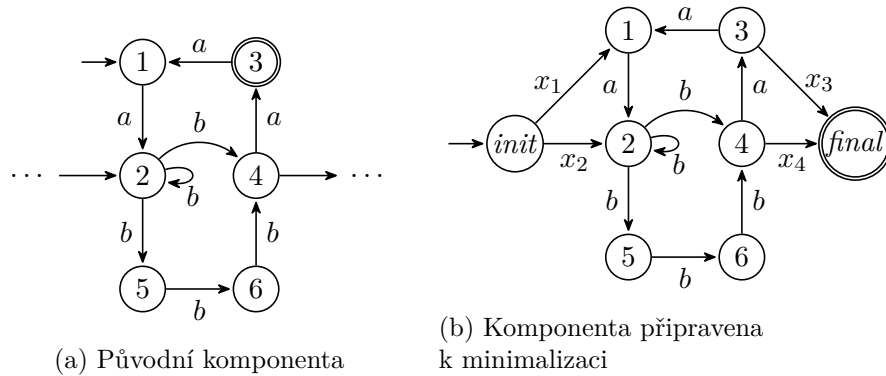 a
a
1
3
1
3
x₁
x₃
a
a
a
b
a
b
· · ·
2
4
· · ·
init
x₂
2
4
x₄
final
b
b
b
b
b
b
5
6
5
6
b
b
(a) Původní komponenta
(b) Komponenta připravena
k minimalizaci